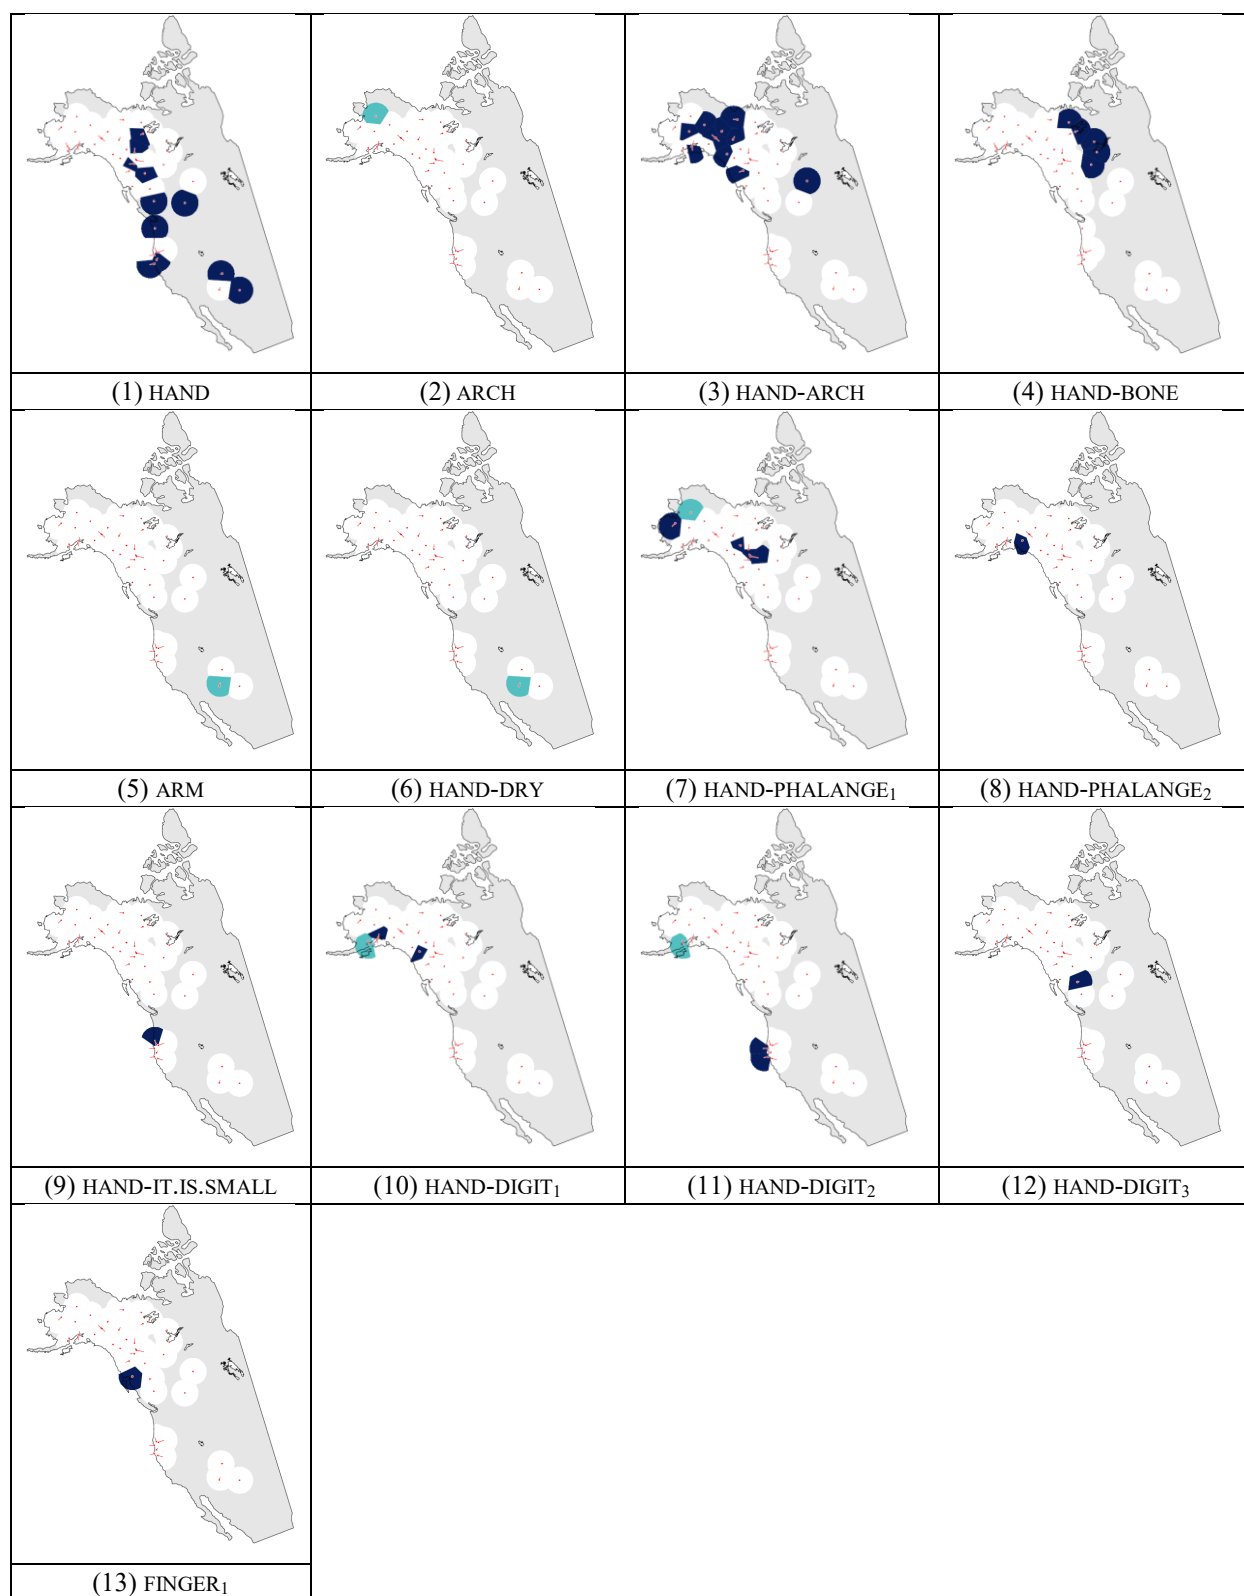 (1) HAND
(2) ARCH
(3) HAND-ARCH
(4) HAND-BONE
(5) ARM
(6) HAND-DRY
(7) HAND-PHALANGE₁
(8) HAND-PHALANGE₂
(9) HAND-IT.IS.SMALL
(10) HAND-DIGIT₁
(11) HAND-DIGIT₂
(12) HAND-DIGIT₃
(13) FINGER₁